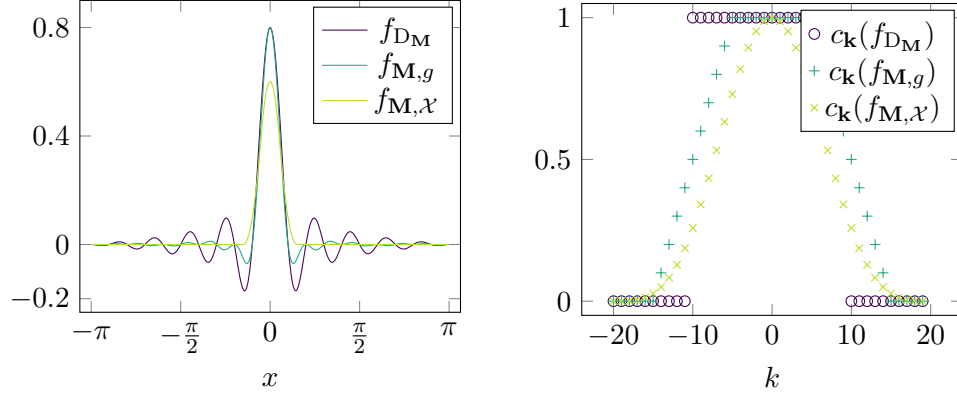 0.8
0.4
0
−0.2
f_{D_M}
f_{M,g}
f_{M,𝒳}
−π
−π/2
0
π/2
π
x
1
0.5
0
c_k(f_{D_M})
c_k(f_{M,g})
c_k(f_{M,𝒳})
−20
−10
0
10
20
k